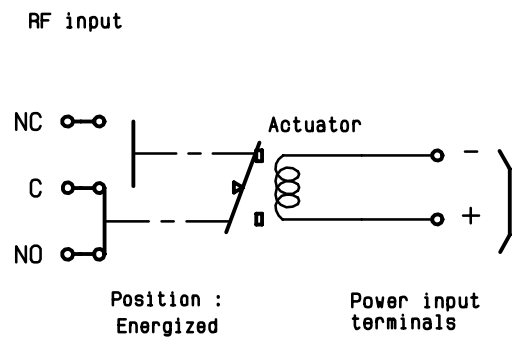 RF input
NC
Actuator
-
C
+
NO
Position :
Energized
Power input
terminals